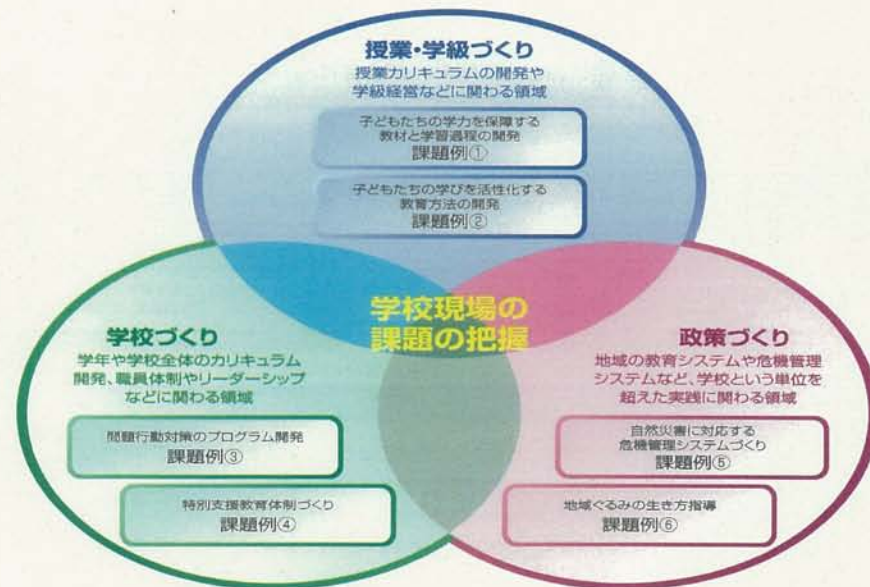 授業・学級づくり
授業カリキュラムの開発や
学級経営などに関わる領域
子どもたちの学力を保障する
教材と学習過程の開発
課題例①
子どもたちの学びを活性化する
教育方法の開発
課題例②
学校現場の
課題の把握
学校づくり
学年や学校全体のカリキュラム
開発、職員体制やリーダーシップ
などに関わる領域
問題行動対策のプログラム開発
課題例③
特別支援教育体制づくり
課題例④
政策づくり
地域の教育システムや危機管理
システムなど、学校という単位を
超えた実践に関わる領域
自然災害に対応する
危機管理システムづくり
課題例⑤
地域ぐるみの生き方指導
課題例⑥